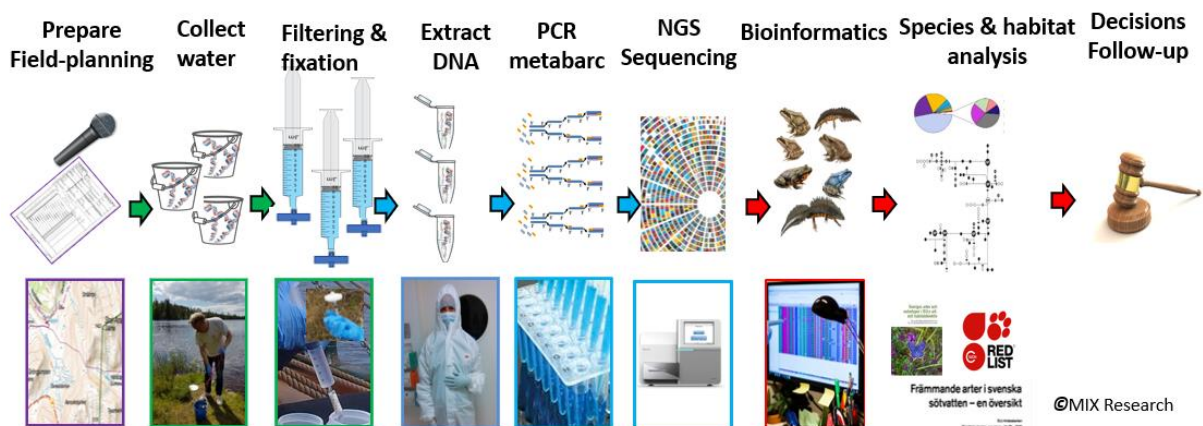 Prepare
Field-planning
Collect
water
Filtering &
fixation
Extract
DNA
PCR
metabarc
NGS
Sequencing
Bioinformatics
Species & habitat
analysis
Decisions
Follow-up
RED
LIST
Främmande arter i svenska
sötvatten – en översikt
©MIX Research